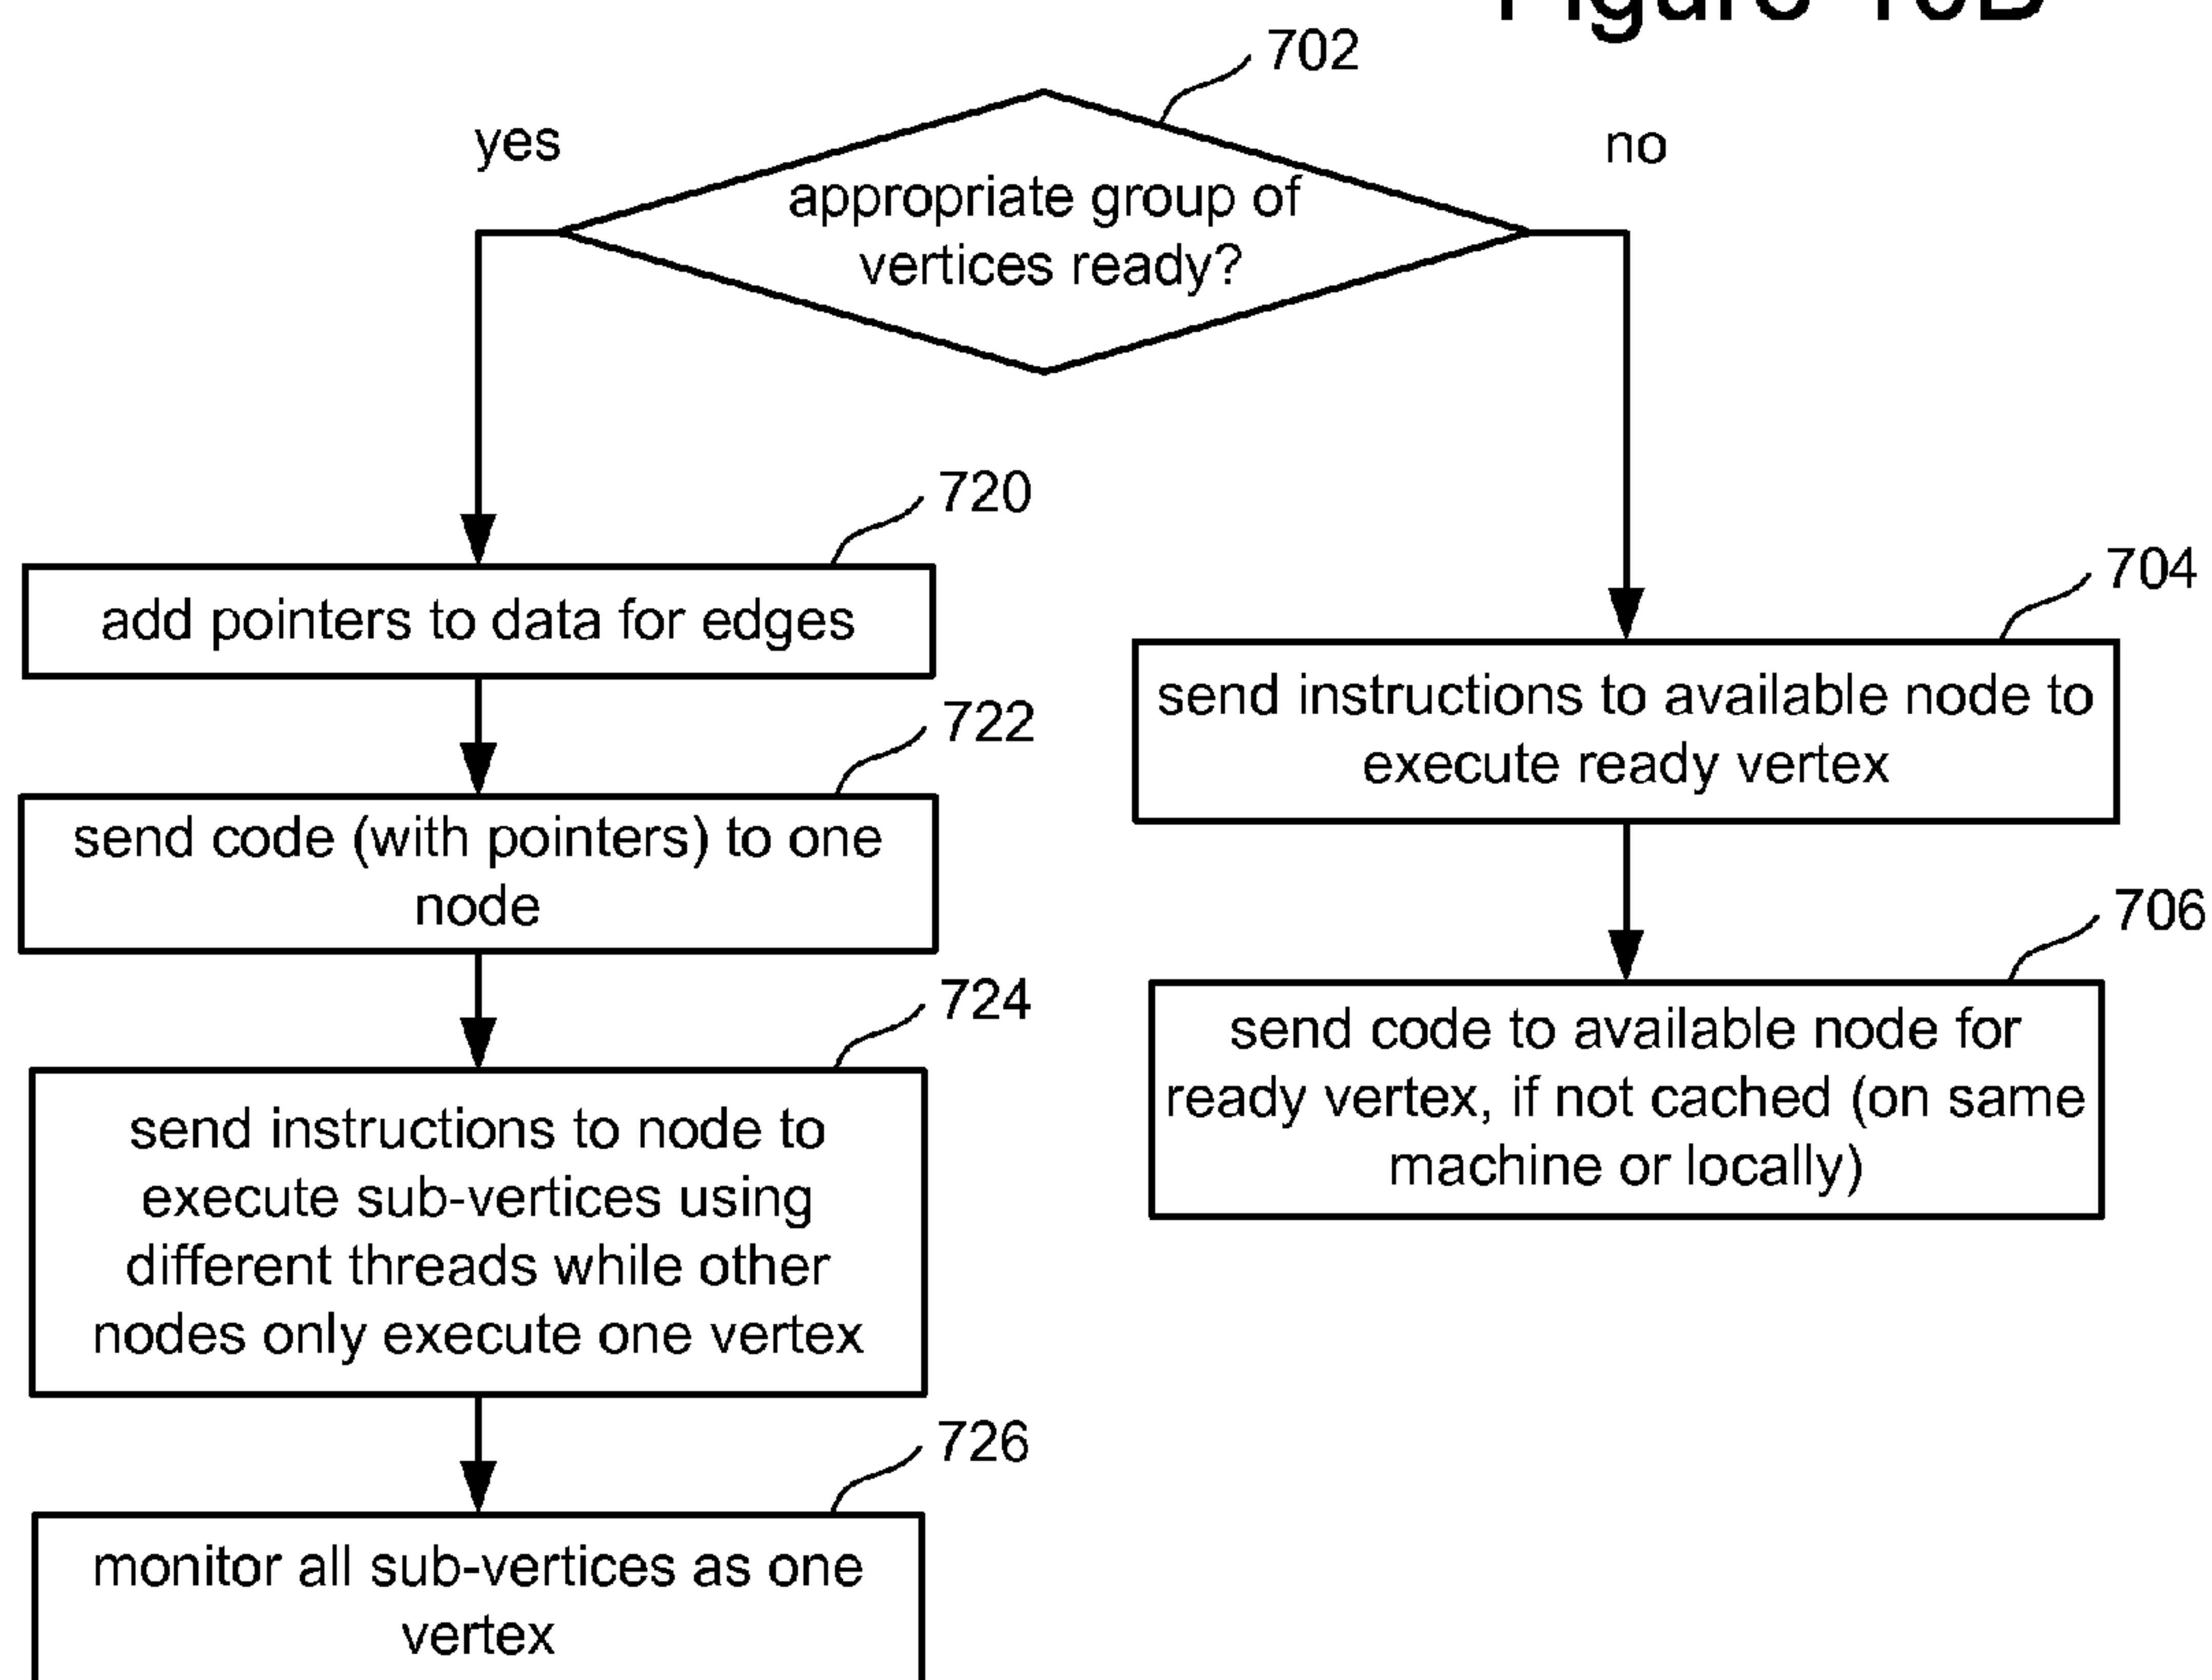 702
yes
no
appropriate group of
vertices ready?
720
add pointers to data for edges
704
send instructions to available node to
execute ready vertex
722
send code (with pointers) to one
node
706
send code to available node for
ready vertex, if not cached (on same
machine or locally)
724
send instructions to node to
execute sub-vertices using
different threads while other
nodes only execute one vertex
726
monitor all sub-vertices as one
vertex